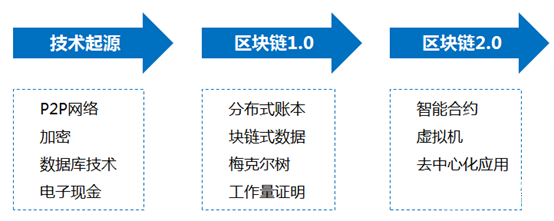 技术起源
区块链1.0
区块链2.0
P2P网络
加密
数据库技术
电子现金
分布式账本
块链式数据
梅克尔树
工作量证明
智能合约
虚拟机
去中心化应用